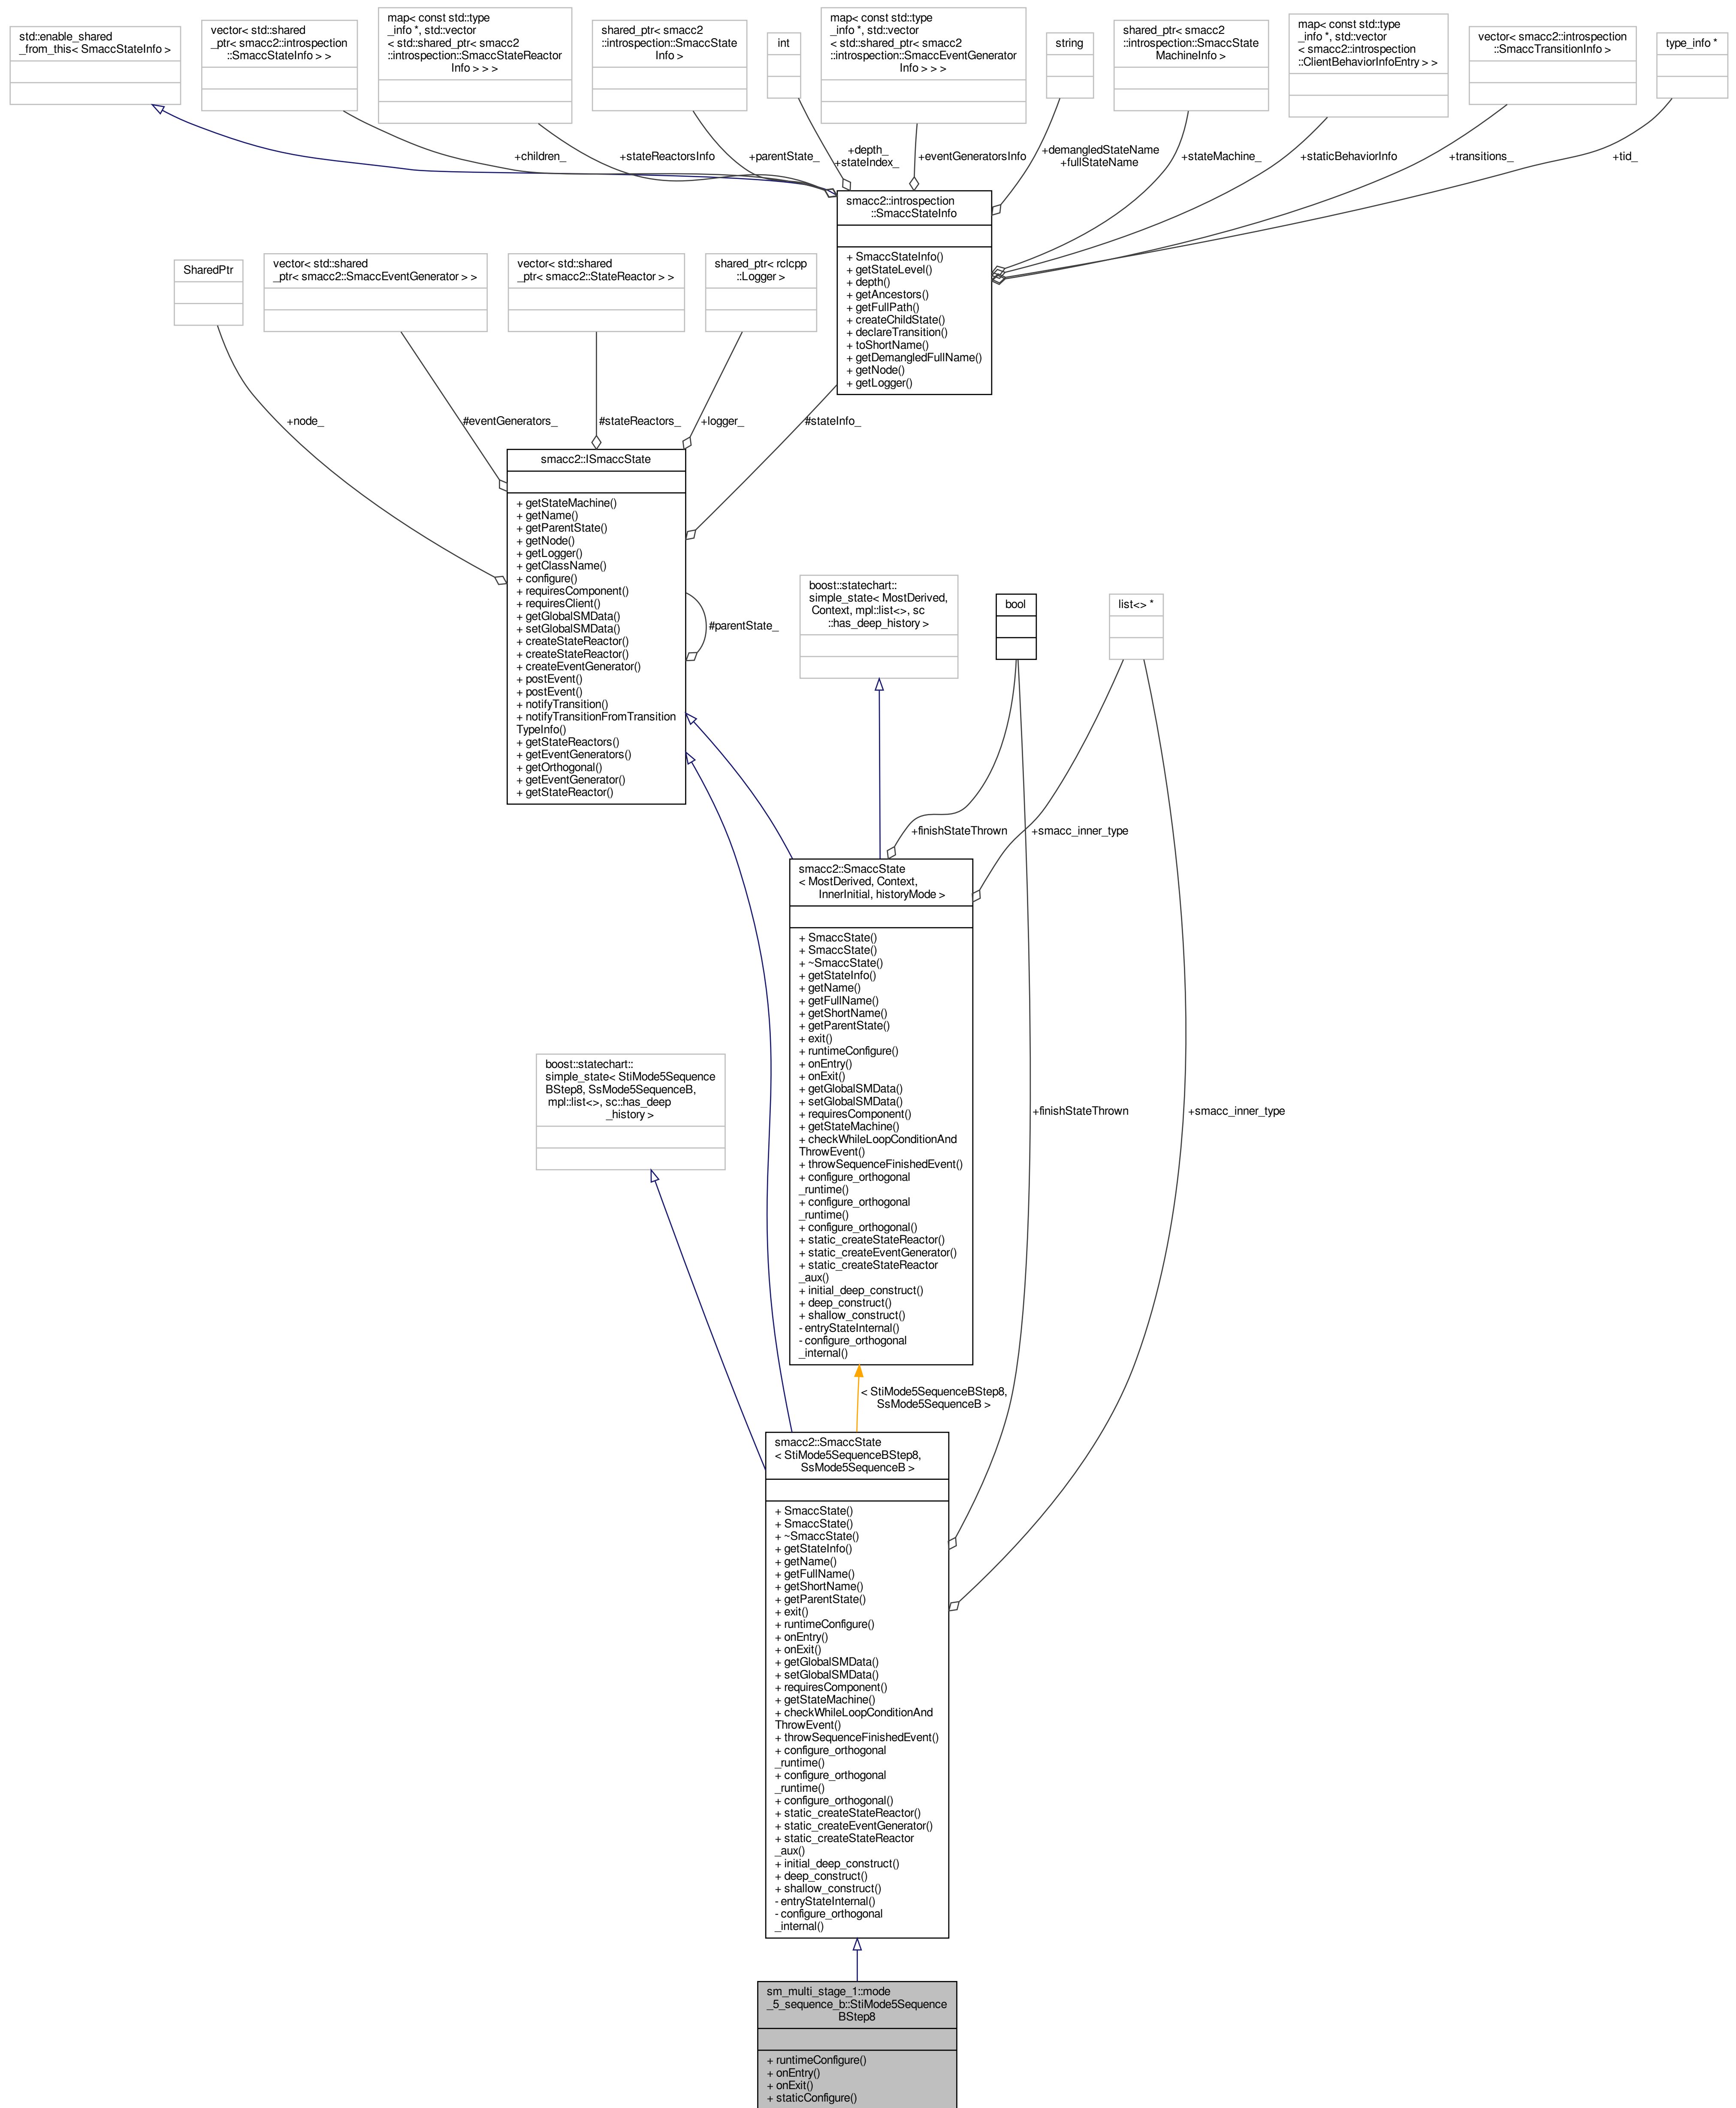 std::enable_shared
_from_this< SmaccStateInfo >
vector< std::shared
_ptr< smacc2::introspection
::SmaccStateInfo > >
map< const std::type
_info *, std::vector
< std::shared_ptr< smacc2
::introspection::SmaccStateReactor
Info > > >
shared_ptr< smacc2
::introspection::SmaccState
Info >
int
map< const std::type
_info *, std::vector
< std::shared_ptr< smacc2
::introspection::SmaccEventGenerator
Info > > >
string
shared_ptr< smacc2
::introspection::SmaccState
MachineInfo >
map< const std::type
_info *, std::vector
< smacc2::introspection
::ClientBehaviorInfoEntry > >
vector< smacc2::introspection
::SmaccTransitionInfo >
type_info *
+children_
+stateReactorsInfo
+parentState_
+depth_
+stateIndex_
+eventGeneratorsInfo
+demangledStateName
+fullStateName
+stateMachine_
+staticBehaviorInfo
+transitions_
+tid_
smacc2::introspection
::SmaccStateInfo
+ SmaccStateInfo()
+ getStateLevel()
+ depth()
+ getAncestors()
+ getFullPath()
+ createChildState()
+ declareTransition()
+ toShortName()
+ getDemangledFullName()
+ getNode()
+ getLogger()
SharedPtr
vector< std::shared
_ptr< smacc2::SmaccEventGenerator > >
vector< std::shared
_ptr< smacc2::StateReactor > >
shared_ptr< rclcpp
::Logger >
+node_
#eventGenerators_
#stateReactors_
+logger_
#stateInfo_
smacc2::ISmaccState
+ getStateMachine()
+ getName()
+ getParentState()
+ getNode()
+ getLogger()
+ getClassName()
+ configure()
+ requiresComponent()
+ requiresClient()
+ getGlobalSMData()
+ setGlobalSMData()
+ createStateReactor()
+ createStateReactor()
+ createEventGenerator()
+ postEvent()
+ postEvent()
+ notifyTransition()
+ notifyTransitionFromTransition
TypeInfo()
+ getStateReactors()
+ getEventGenerators()
+ getOrthogonal()
+ getEventGenerator()
+ getStateReactor()
#parentState_
boost::statechart::
simple_state< MostDerived,
Context, mpl::list<>, sc
::has_deep_history >
bool
list<> *
+finishStateThrown
+smacc_inner_type
smacc2::SmaccState
< MostDerived, Context,
InnerInitial, historyMode >
+ SmaccState()
+ SmaccState()
+ ~SmaccState()
+ getStateInfo()
+ getName()
+ getFullName()
+ getShortName()
+ getParentState()
+ exit()
+ runtimeConfigure()
+ onEntry()
+ onExit()
+ getGlobalSMData()
+ setGlobalSMData()
+ requiresComponent()
+ getStateMachine()
+ checkWhileLoopConditionAnd
ThrowEvent()
+ throwSequenceFinishedEvent()
+ configure_orthogonal
_runtime()
+ configure_orthogonal
_runtime()
+ configure_orthogonal()
+ static_createStateReactor()
+ static_createEventGenerator()
+ static_createStateReactor
_aux()
+ initial_deep_construct()
+ deep_construct()
+ shallow_construct()
- entryStateInternal()
- configure_orthogonal
_internal()
boost::statechart::
simple_state< StiMode5Sequence
BStep8, SsMode5SequenceB,
mpl::list<>, sc::has_deep
_history >
+finishStateThrown
+smacc_inner_type
< StiMode5SequenceBStep8,
SsMode5SequenceB >
smacc2::SmaccState
< StiMode5SequenceBStep8,
SsMode5SequenceB >
+ SmaccState()
+ SmaccState()
+ ~SmaccState()
+ getStateInfo()
+ getName()
+ getFullName()
+ getShortName()
+ getParentState()
+ exit()
+ runtimeConfigure()
+ onEntry()
+ onExit()
+ getGlobalSMData()
+ setGlobalSMData()
+ requiresComponent()
+ getStateMachine()
+ checkWhileLoopConditionAnd
ThrowEvent()
+ throwSequenceFinishedEvent()
+ configure_orthogonal
_runtime()
+ configure_orthogonal
_runtime()
+ configure_orthogonal()
+ static_createStateReactor()
+ static_createEventGenerator()
+ static_createStateReactor
_aux()
+ initial_deep_construct()
+ deep_construct()
+ shallow_construct()
- entryStateInternal()
- configure_orthogonal
_internal()
sm_multi_stage_1::mode
_5_sequence_b::StiMode5Sequence
BStep8
+ runtimeConfigure()
+ onEntry()
+ onExit()
+ staticConfigure()